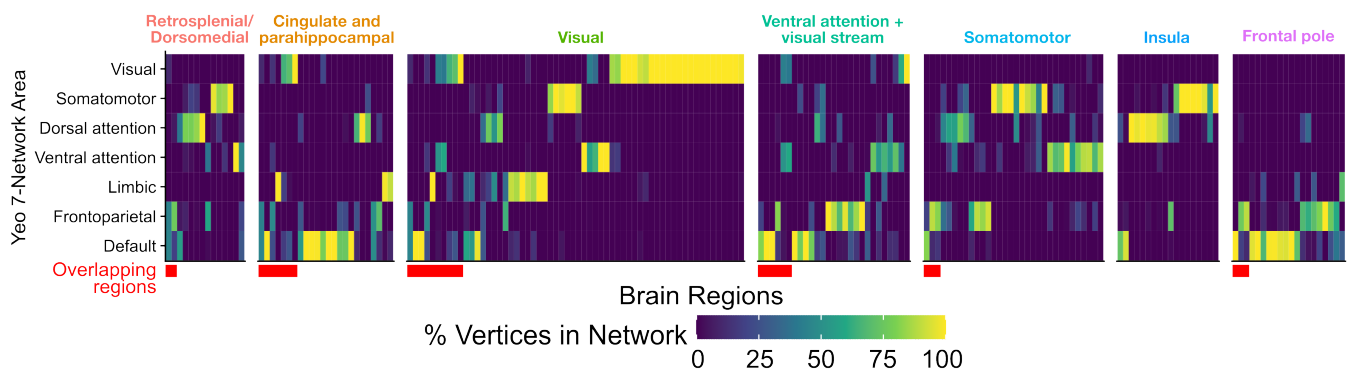 Retrosplenial/
Dorsomedial
Cingulate and
parahippocampal
Visual
Ventral attention +
visual stream
Somatomotor
Insula
Frontal pole
Yeo 7-Network Area
Visual
Somatomotor
Dorsal attention
Ventral attention
Limbic
Frontoparietal
Default
Overlapping
regions
Brain Regions
% Vertices in Network
0 25 50 75 100